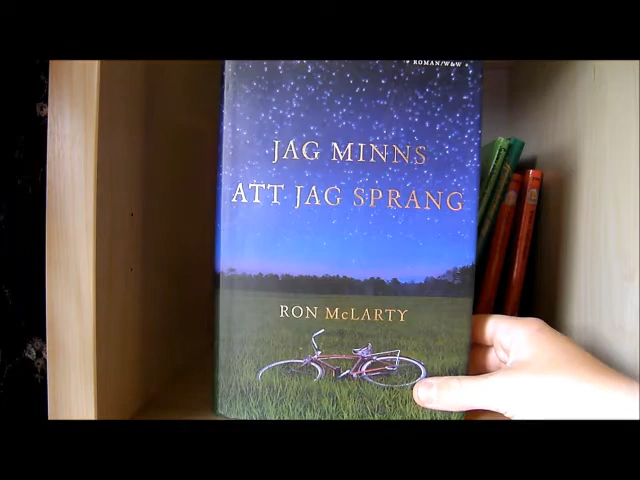 ROMAN/W&W
JAG MINNS
ATT JAG SPRANG
RON McLARTY